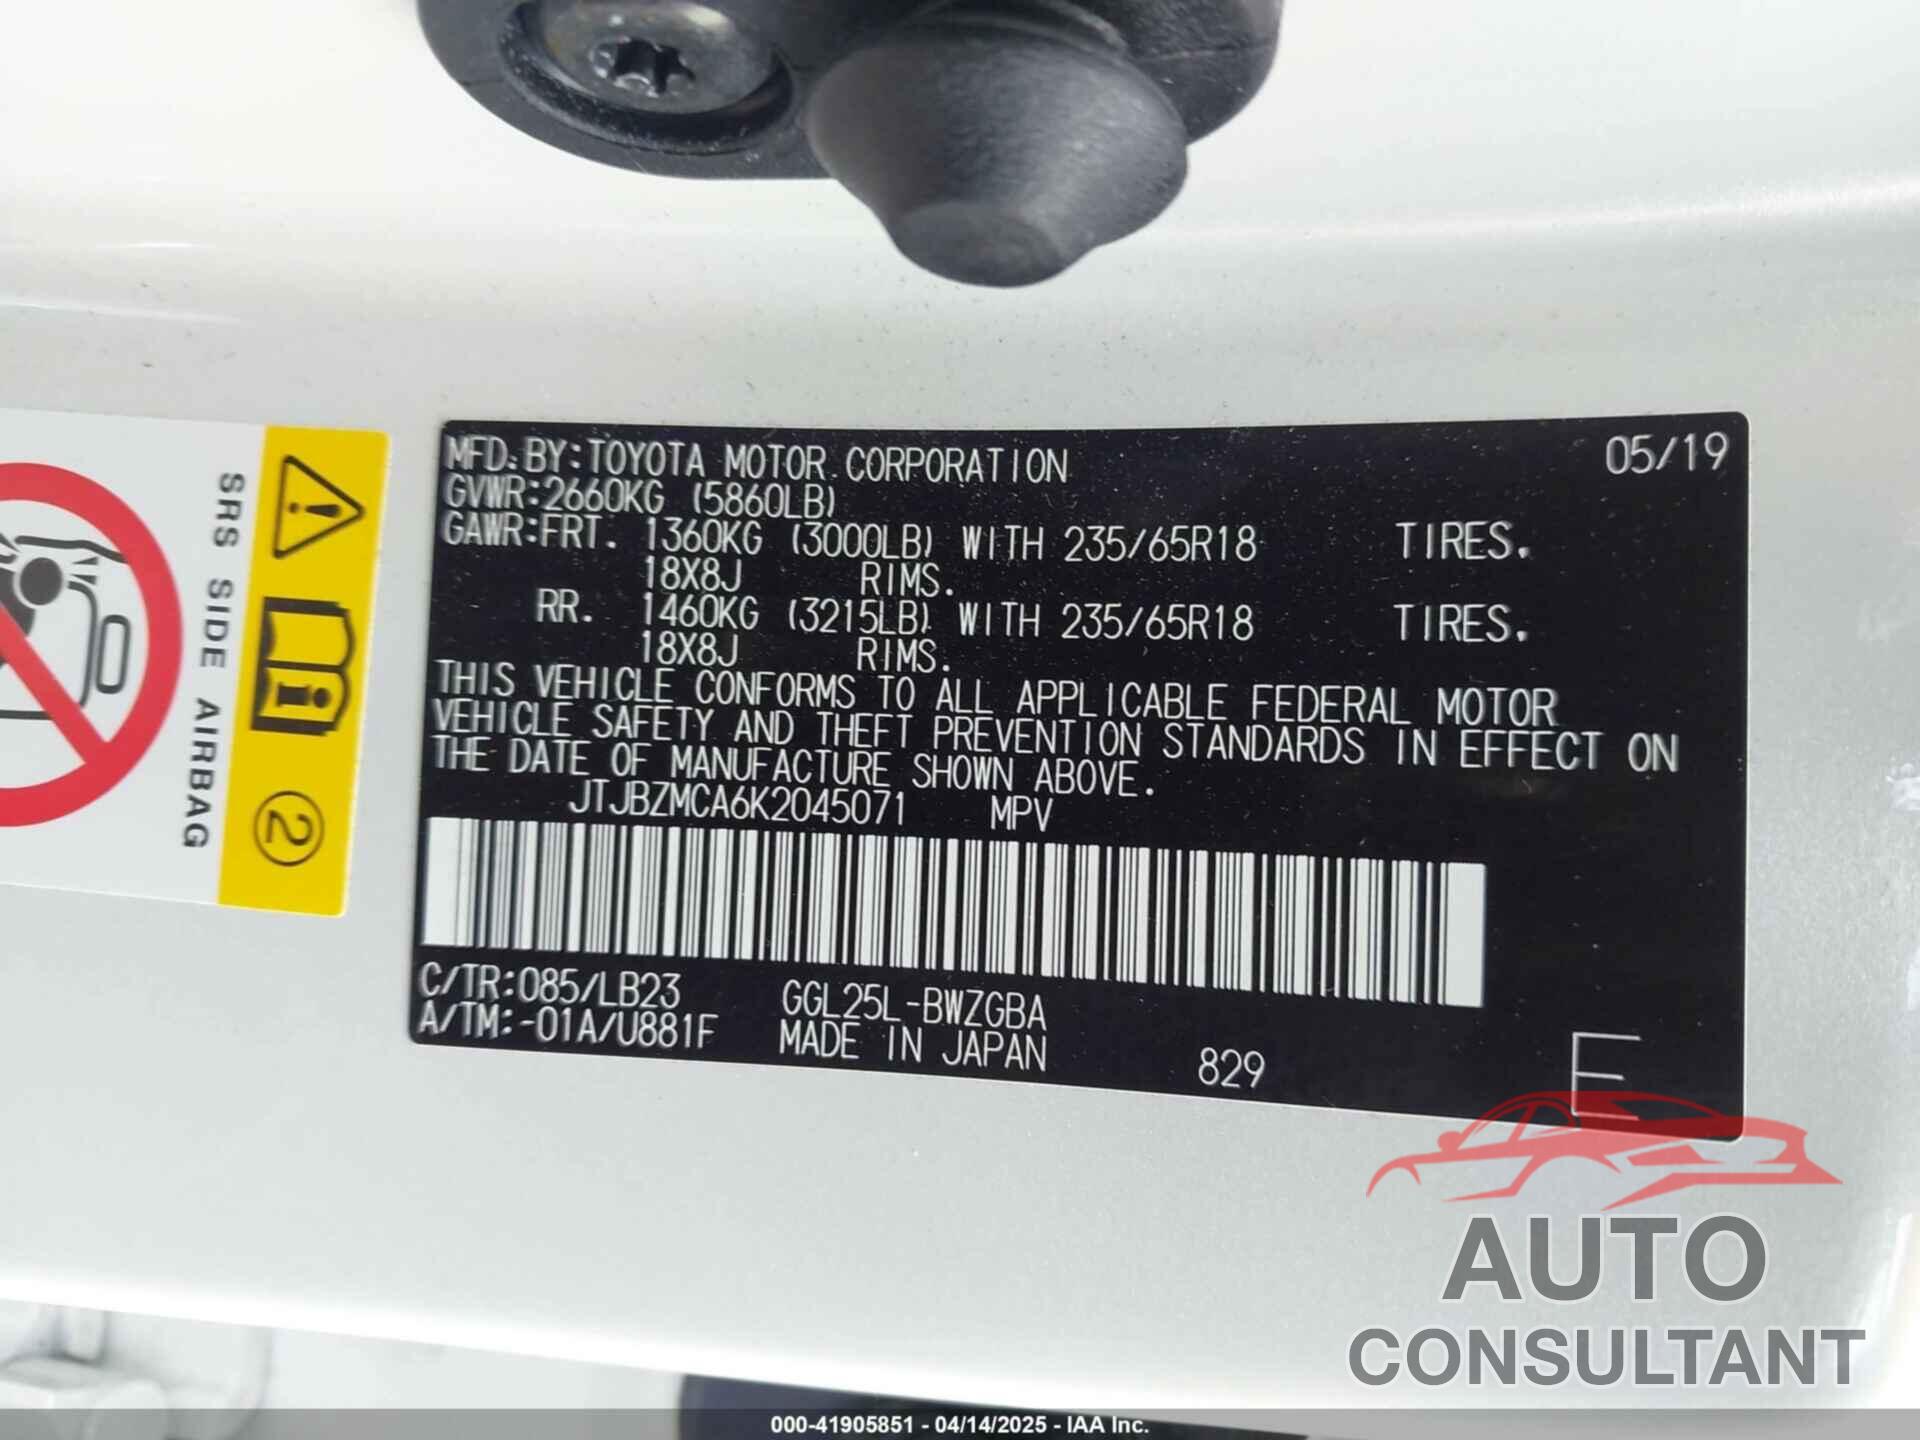 MFD. BY: TOYOTA MOTOR CORPORATION 05/19
GVWR: 2660KG (5860LB)
GAWR: FRT. 1360KG (3000LB) WITH 235/65R18 TIRES.
18X8J RIMS.
RR. 1460KG (3215LB) WITH 235/65R18 TIRES.
18X8J RIMS.
THIS VEHICLE CONFORMS TO ALL APPLICABLE FEDERAL MOTOR
VEHICLE SAFETY AND THEFT PREVENTION STANDARDS IN EFFECT ON
THE DATE OF MANUFACTURE SHOWN ABOVE.
JTJBZMCA6K2045071 MPV
C/TR: 085/LB23 GGL25L-BWZGBA
A/TM: -01A/U881F MADE IN JAPAN 829 E
SRS SIDE AIRBAG
2
AUTO
CONSULTANT
000-41905851 - 04/14/2025 - IAA Inc.